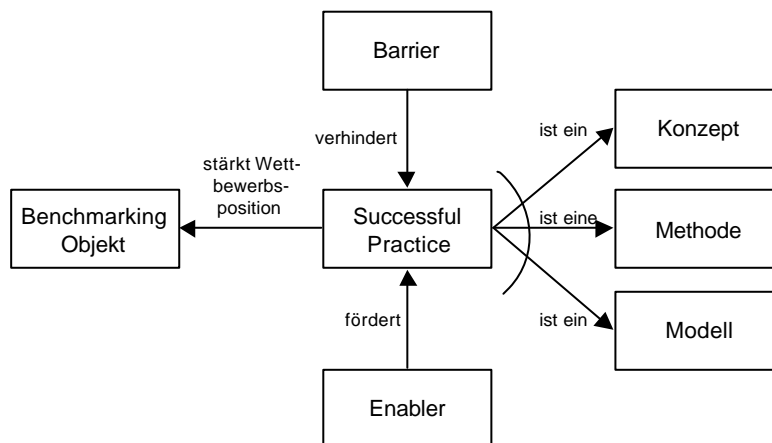 Barrier
verhindert
ist ein
Konzept
stärkt Wett-
bewerbs-
position
Benchmarking
Objekt
Successful
Practice
ist eine
Methode
fördert
ist ein
Modell
Enabler